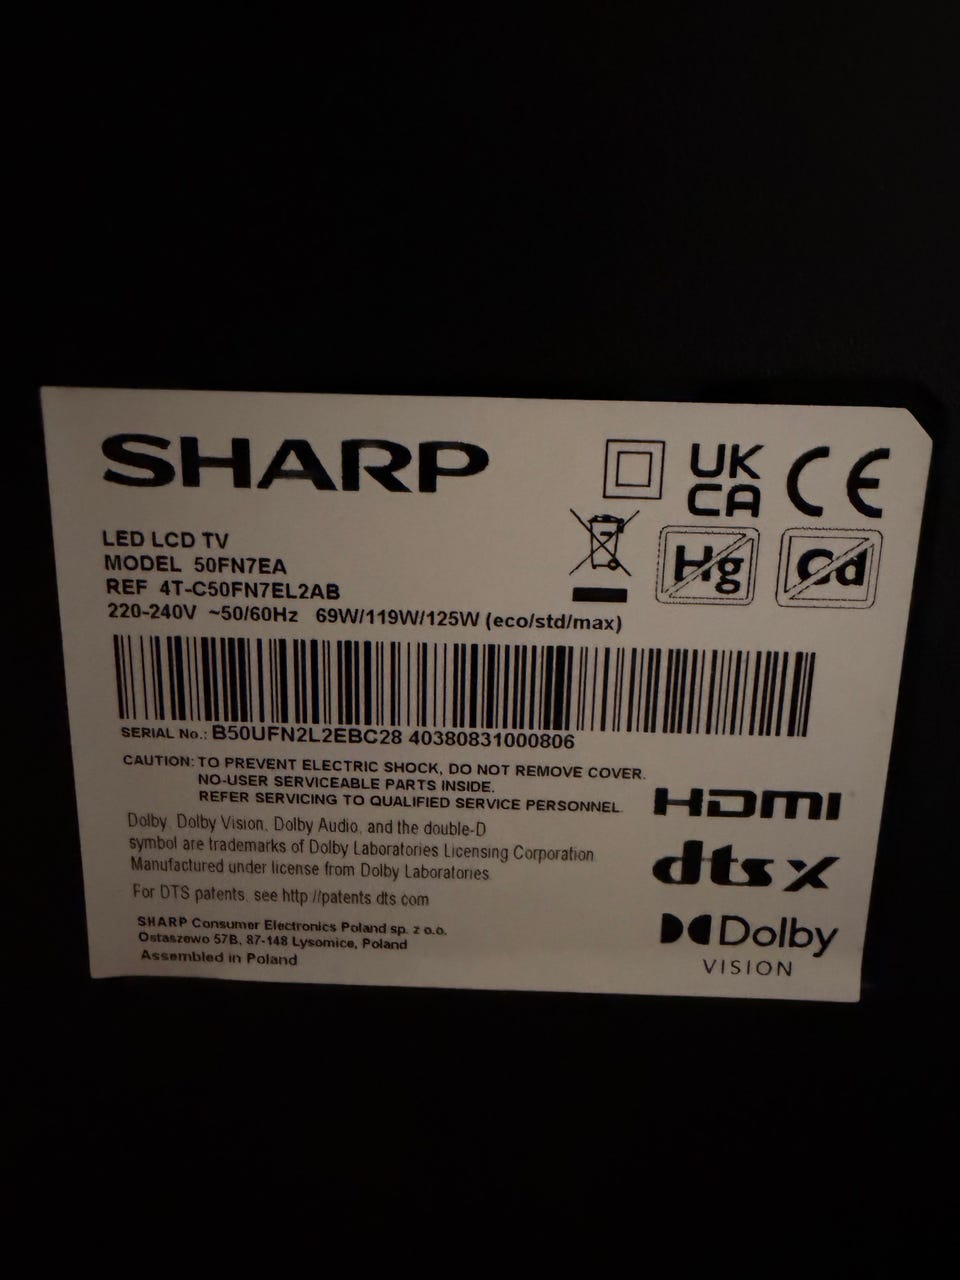 SHARP
UK
CA
CE
LED LCD TV
MODEL 50FN7EA
REF 4T-C50FN7EL2AB
220-240V ~50/60Hz 69W/119W/125W (eco/std/max)
Hg
Cd
SERIAL No.: B50UFN2L2EBC28 40380831000806
CAUTION: TO PREVENT ELECTRIC SHOCK, DO NOT REMOVE COVER.
NO-USER SERVICEABLE PARTS INSIDE.
REFER SERVICING TO QUALIFIED SERVICE PERSONNEL.
HDMI
Dolby, Dolby Vision, Dolby Audio, and the double-D
symbol are trademarks of Dolby Laboratories Licensing Corporation
Manufactured under license from Dolby Laboratories
dts x
For DTS patents, see http://patents.dts.com
SHARP Consumer Electronics Poland sp. z o.o.
Ostaszewo 57B, 87-148 Lysomice, Poland
Assembled in Poland
Dolby
VISION